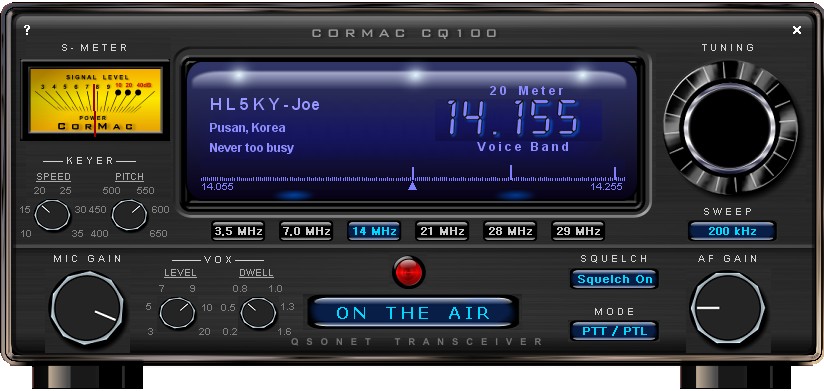 ?
CORMAC CQ100
X
S- METER
TUNING
SIGNAL LEVEL
3 4 5 6 7 8 9 10 20 40dB
POWER
CORMAC
HL5KY-Joe
Pusan, Korea
Never too busy
20 Meter
14.155
Voice Band
14.055
14.255
KEYER
SPEED
PITCH
20 25
15 30
10 35
500 550
450 600
400 650
SWEEP
200 kHz
3,5 MHz
7,0 MHz
14 MHz
21 MHz
28 MHz
29 MHz
MIC GAIN
VOX
LEVEL
DWELL
7 9
5 10
3 20
0.8 1.0
0.5 1.3
0.2 1.6
ON THE AIR
QSONET TRANSCEIVER
SQUELCH
Squelch On
MODE
PTT / PTL
AF GAIN